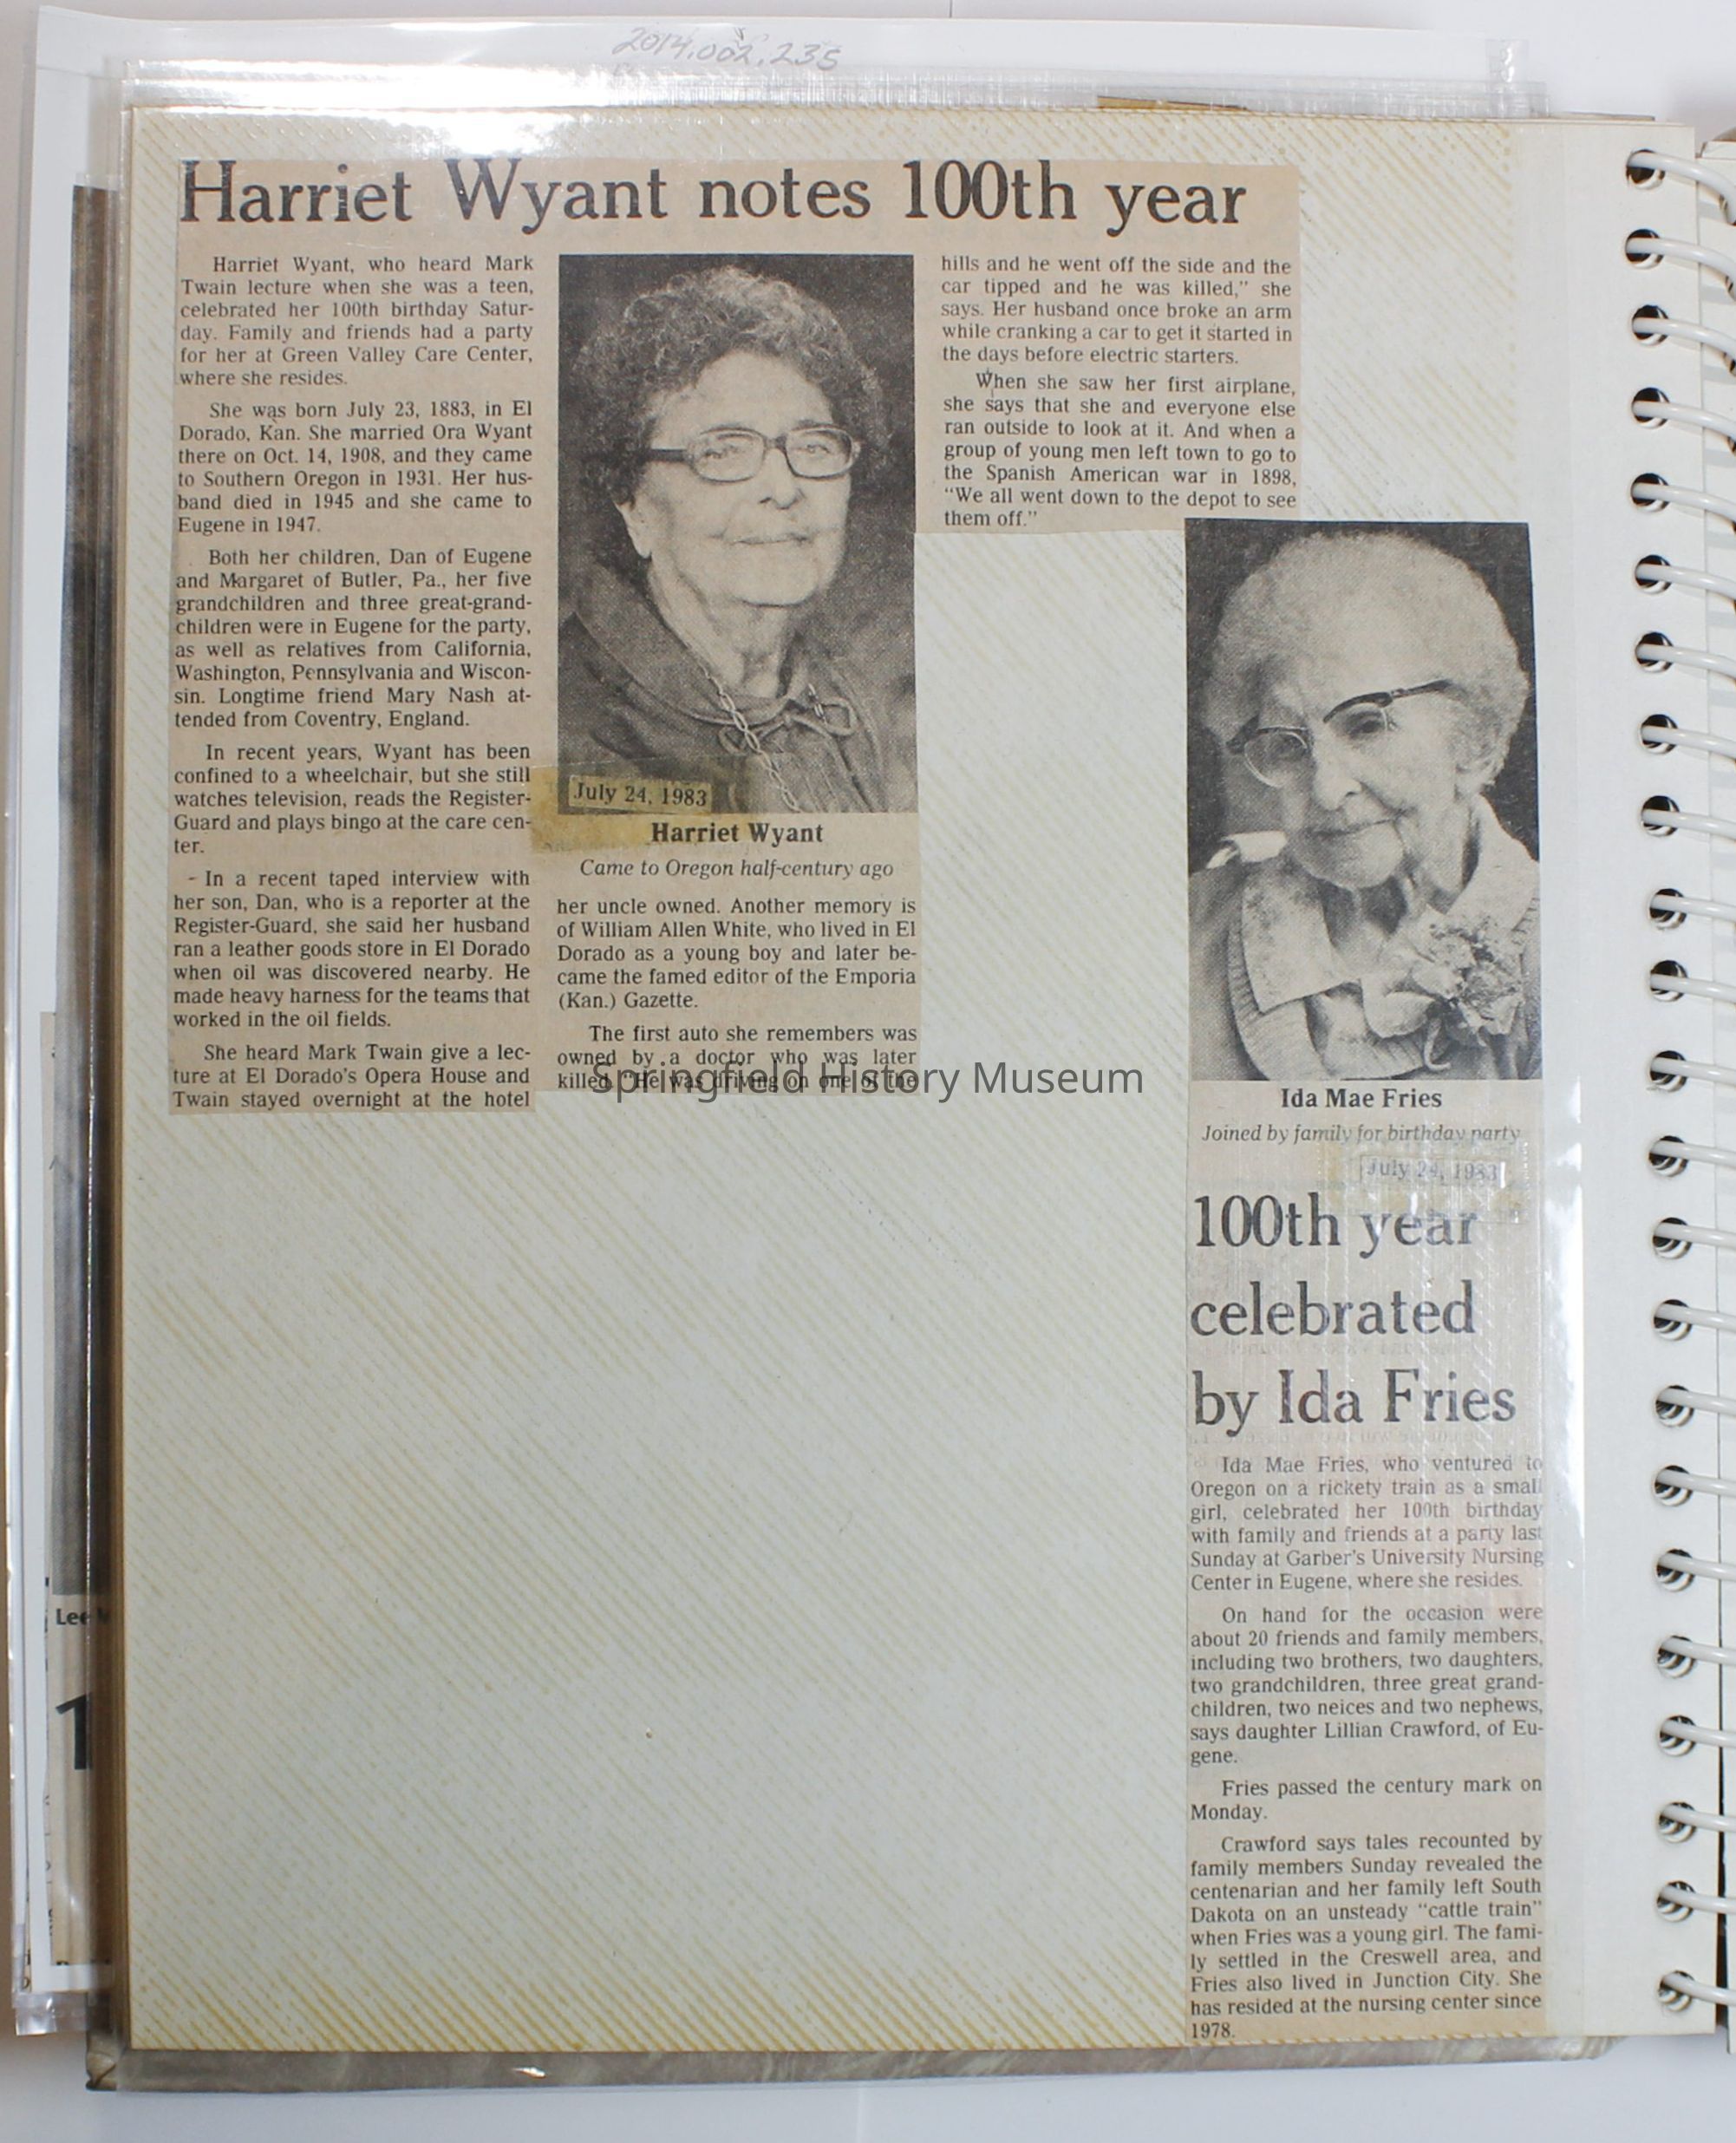 2014.002.235
Harriet Wyant notes 100th year
Harriet Wyant, who heard Mark
Twain lecture when she was a teen,
celebrated her 100th birthday Satur-
day. Family and friends had a party
for her at Green Valley Care Center,
where she resides.
She was born July 23, 1883, in El
Dorado, Kan. She married Ora Wyant
there on Oct. 14, 1908, and they came
to Southern Oregon in 1931. Her hus-
band died in 1945 and she came to
Eugene in 1947.
Both her children, Dan of Eugene
and Margaret of Butler, Pa., her five
grandchildren and three great-grand-
children were in Eugene for the party,
as well as relatives from California,
Washington, Pennsylvania and Wiscon-
sin. Longtime friend Mary Nash at-
tended from Coventry, England.
In recent years, Wyant has been
confined to a wheelchair, but she still
watches television, reads the Register-
Guard and plays bingo at the care cen-
ter.
- In a recent taped interview with
her son, Dan, who is a reporter at the
Register-Guard, she said her husband
ran a leather goods store in El Dorado
when oil was discovered nearby. He
made heavy harness for the teams that
worked in the oil fields.
She heard Mark Twain give a lec-
ture at El Dorado's Opera House and
Twain stayed overnight at the hotel
July 24, 1983
Harriet Wyant
Came to Oregon half-century ago
her uncle owned. Another memory is
of William Allen White, who lived in El
Dorado as a young boy and later be-
came the famed editor of the Emporia
(Kan.) Gazette.
The first auto she remembers was
owned by a doctor who was later
killed. "He was driving on one of the
hills and he went off the side and the
car tipped and he was killed," she
says. Her husband once broke an arm
while cranking a car to get it started in
the days before electric starters.
When she saw her first airplane,
she says that she and everyone else
ran outside to look at it. And when a
group of young men left town to go to
the Spanish American war in 1898,
"We all went down to the depot to see
them off."
Springfield History Museum
Ida Mae Fries
Joined by family for birthday party
July 24, 1983
100th year
celebrated
by Ida Fries
Ida Mae Fries, who ventured to
Oregon on a rickety train as a small
girl, celebrated her 100th birthday
with family and friends at a party last
Sunday at Garber's University Nursing
Center in Eugene, where she resides.
On hand for the occasion were
about 20 friends and family members,
including two brothers, two daughters,
two grandchildren, three great grand-
children, two neices and two nephews,
says daughter Lillian Crawford, of Eu-
gene.
Fries passed the century mark on
Monday.
Crawford says tales recounted by
family members Sunday revealed the
centenarian and her family left South
Dakota on an unsteady "cattle train"
when Fries was a young girl. The fami-
ly settled in the Creswell area, and
Fries also lived in Junction City. She
has resided at the nursing center since
1978.
Lee
1